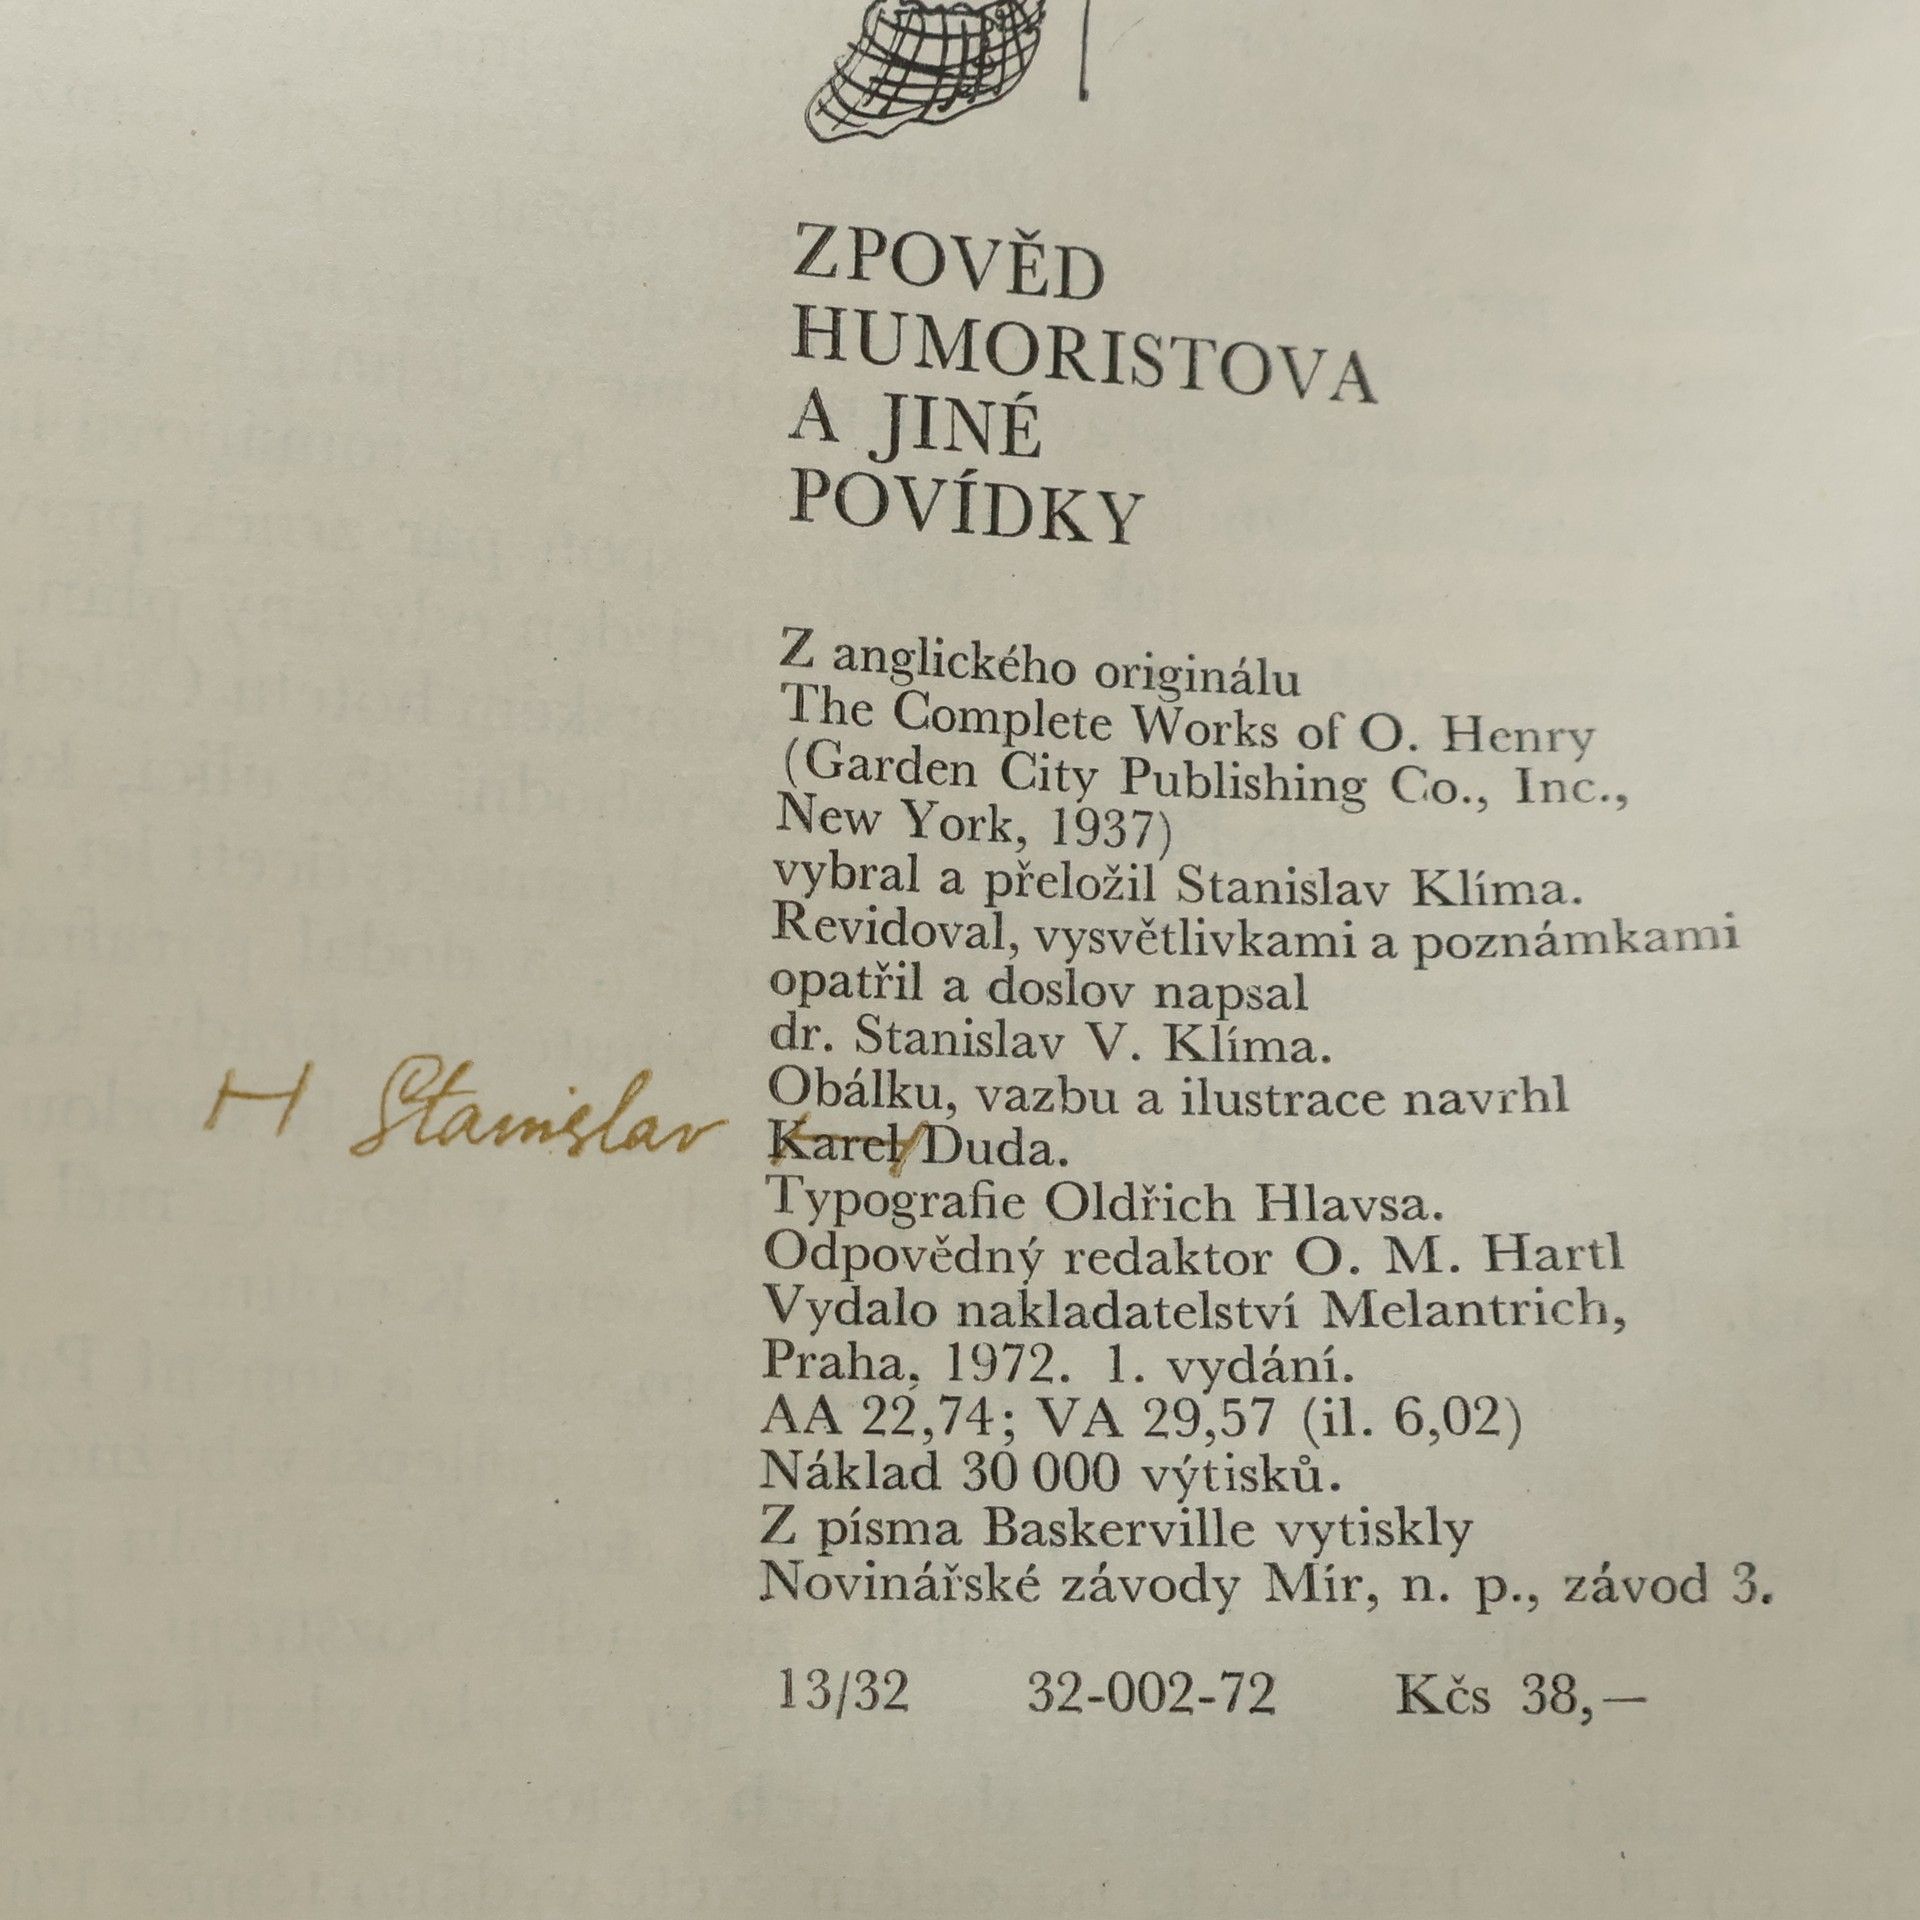 ZPOVĚD
HUMORISTOVA
A JINÉ
POVÍDKY
Z anglického originálu
The Complete Works of O. Henry
(Garden City Publishing Co., Inc.,
New York, 1937)
vybral a přeložil Stanislav Klíma.
Revidoval, vysvětlivkami a poznámkami
opatřil a doslov napsal
dr. Stanislav V. Klíma.
Obálku, vazbu a ilustrace navrhl
H Stanislav Karel Duda.
Typografie Oldřich Hlavsa.
Odpovědný redaktor O. M. Hartl
Vydalo nakladatelství Melantrich,
Praha, 1972. 1. vydání.
AA 22,74; VA 29,57 (il. 6,02)
Náklad 30 000 výtisků.
Z písma Baskerville vytiskly
Novinářské závody Mír, n. p., závod 3.
13/32 32-002-72 Kčs 38,—